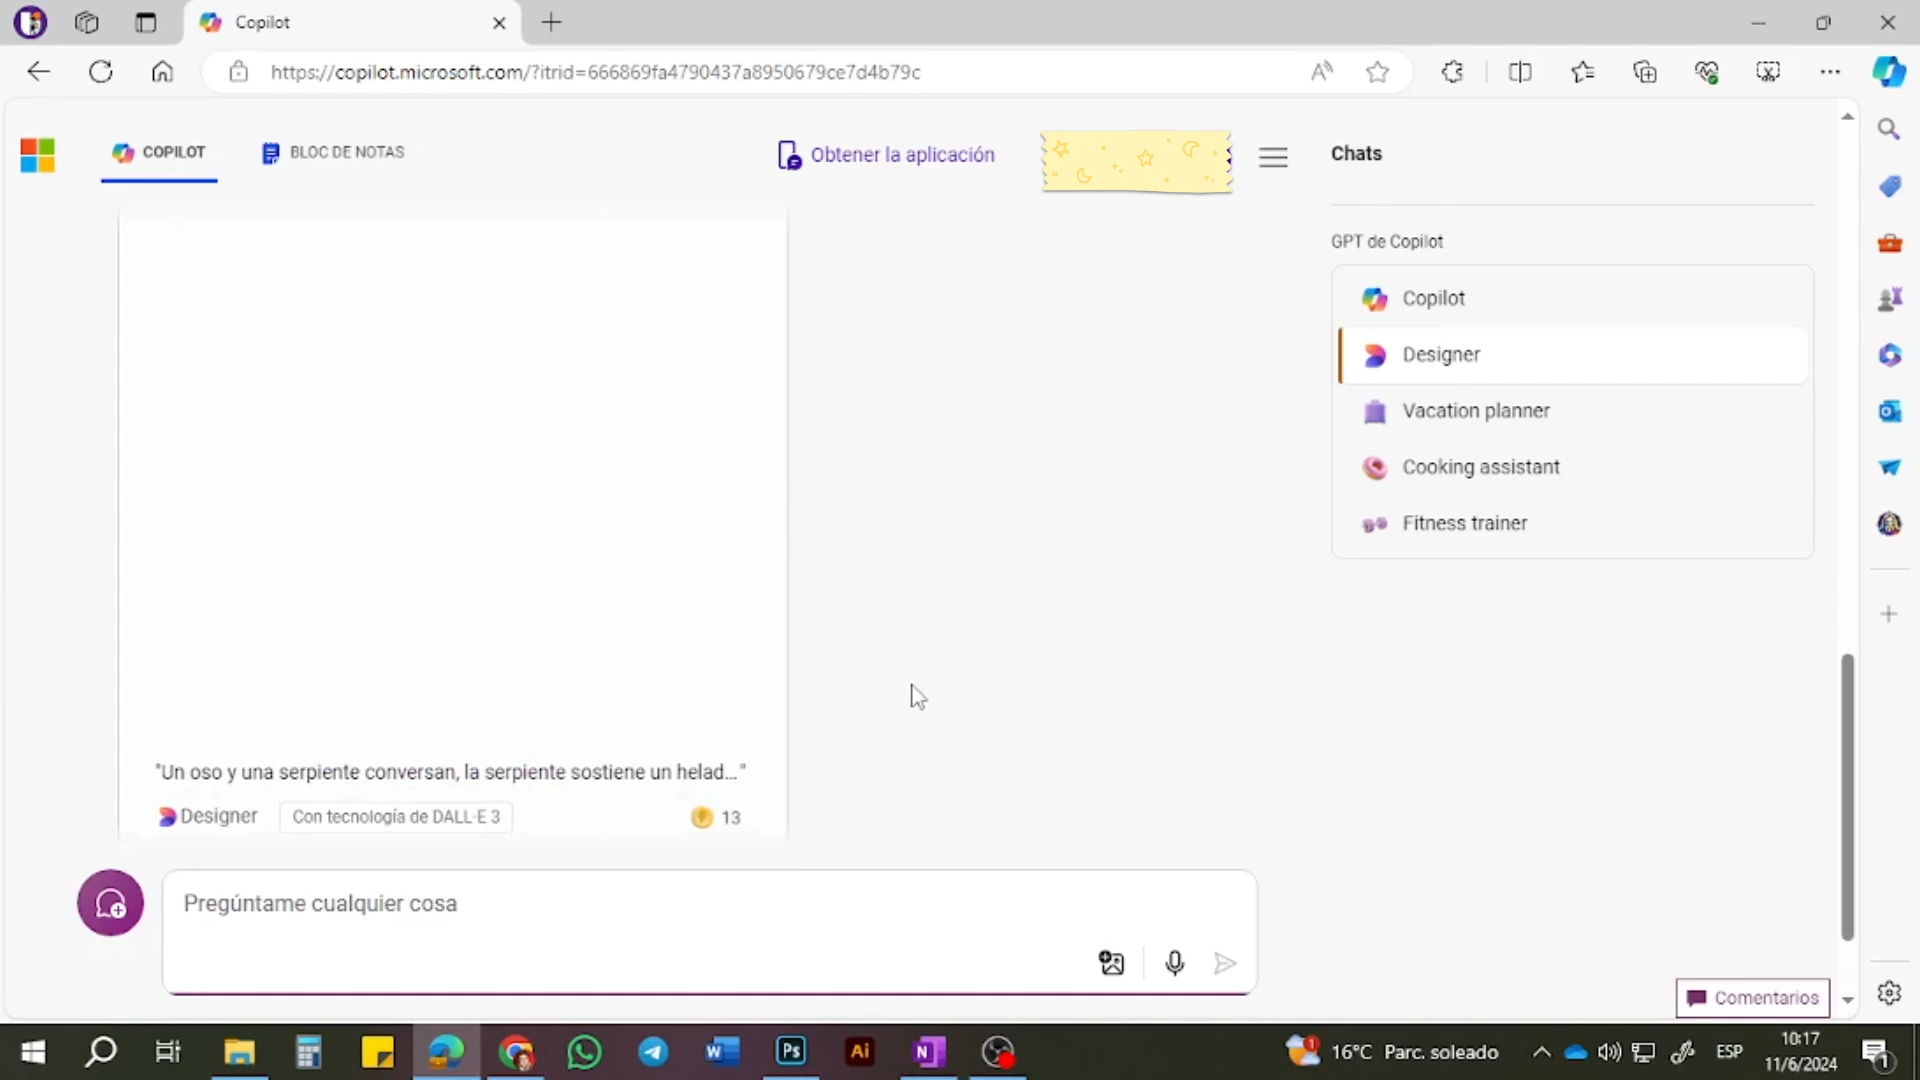 Copilot
https://copilot.microsoft.com/?itrid=666869fa4790437a8950679ce7d4b79c
COPILOT
BLOC DE NOTAS
Obtener la aplicación
Chats
GPT de Copilot
Copilot
Designer
Vacation planner
Cooking assistant
Fitness trainer
"Un oso y una serpiente conversan, la serpiente sostiene un helad..."
Designer
Con tecnología de DALL·E 3
13
Pregúntame cualquier cosa
Comentarios
16°C Parc. soleado
ESP
10:17
11/6/2024